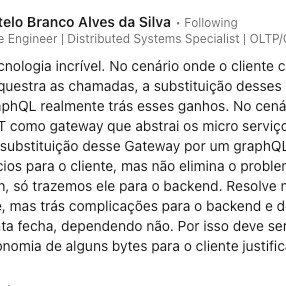 telo Branco Alves da Silva · Following
e Engineer | Distributed Systems Specialist | OLTP/
cnologia incrível. No cenário onde o cliente c
questra as chamadas, a substituição desses
aphQL realmente trás esses ganhos. No cená
T como gateway que abstrai os micro serviço
substituição desse Gateway por um graphQL
cios para o cliente, mas não elimina o probler
n, só trazemos ele para o backend. Resolve r
e, mas trás complicações para o backend e d
nta fecha, dependendo não. Por isso deve ser
onomia de alguns bytes para o cliente justific